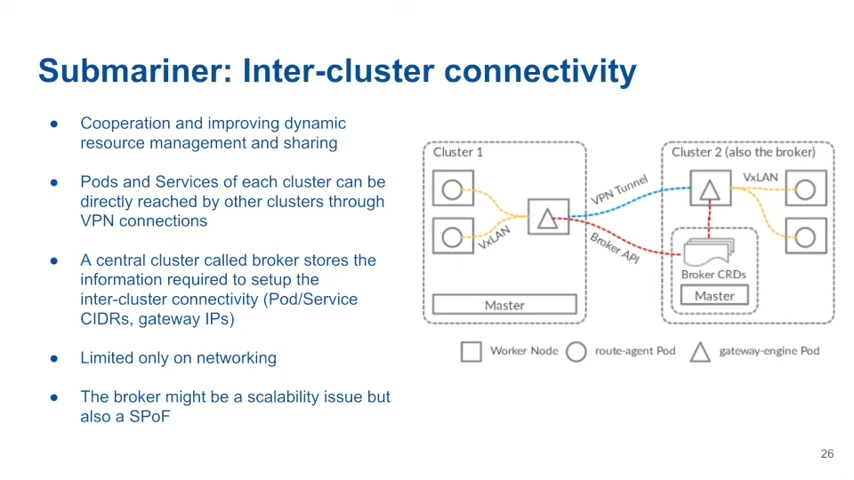 Submariner: Inter-cluster connectivity
● Cooperation and improving dynamic
resource management and sharing
● Pods and Services of each cluster can be
directly reached by other clusters through
VPN connections
● A central cluster called broker stores the
information required to setup the
inter-cluster connectivity (Pod/Service
CIDRs, gateway IPs)
● Limited only on networking
● The broker might be a scalability issue but
also a SPoF
Cluster 1
VxLAN
Master
VPN Tunnel
Broker API
Cluster 2 (also the broker)
VxLAN
Broker CRDs
Master
Worker Node
route-agent Pod
gateway-engine Pod
26